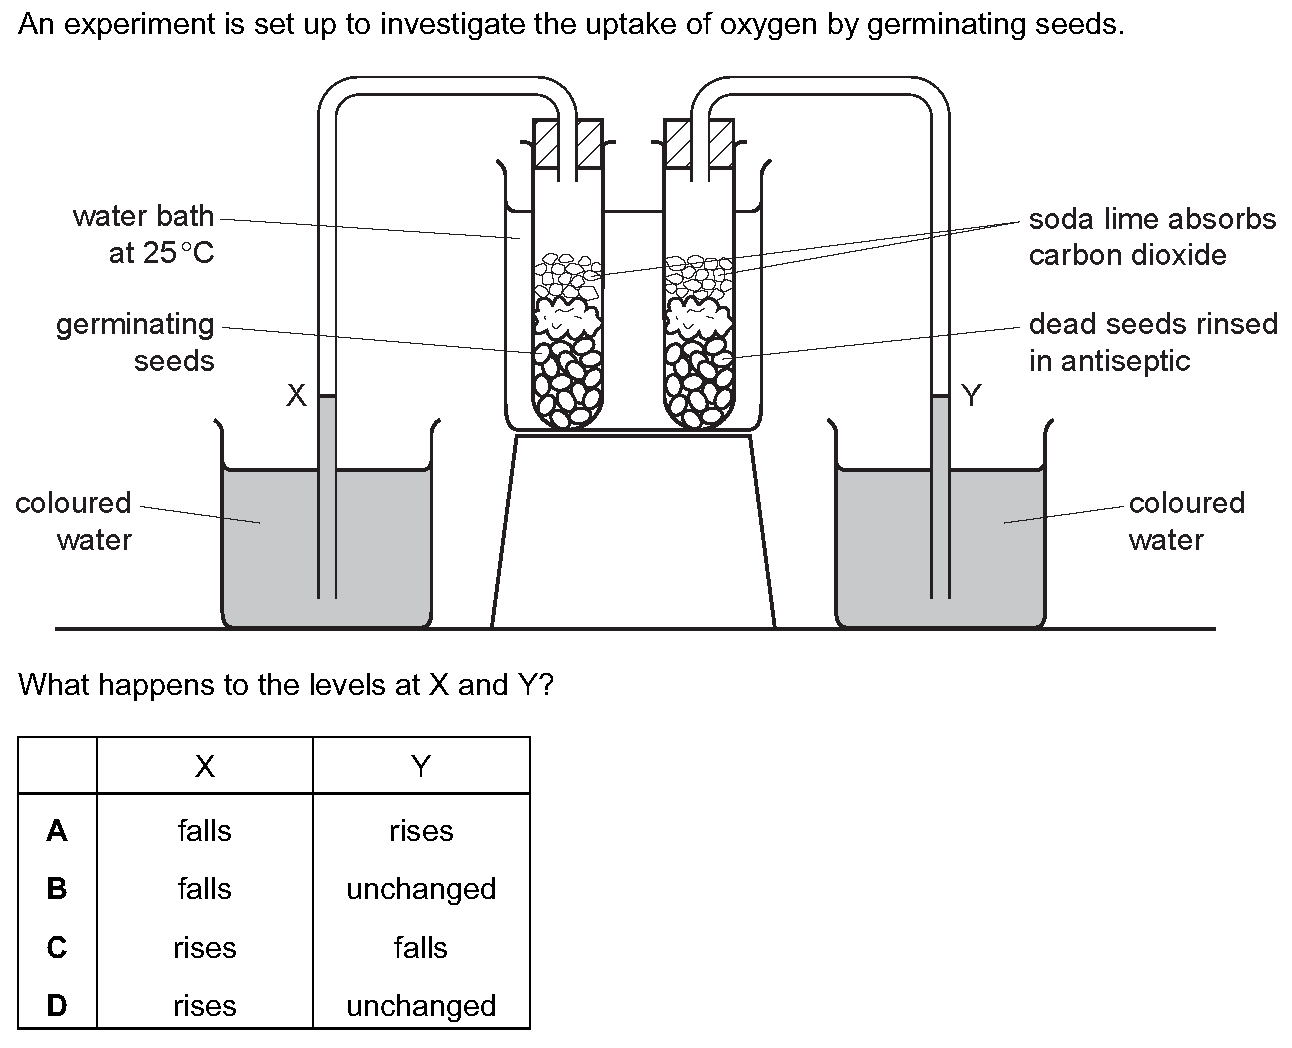 An experiment is set up to investigate the uptake of oxygen by germinating seeds.
water bath
at 25°C
soda lime absorbs
carbon dioxide
germinating
seeds
dead seeds rinsed
in antiseptic
X
Y
coloured
water
coloured
water
What happens to the levels at X and Y?
X Y
A falls rises
B falls unchanged
C rises falls
D rises unchanged